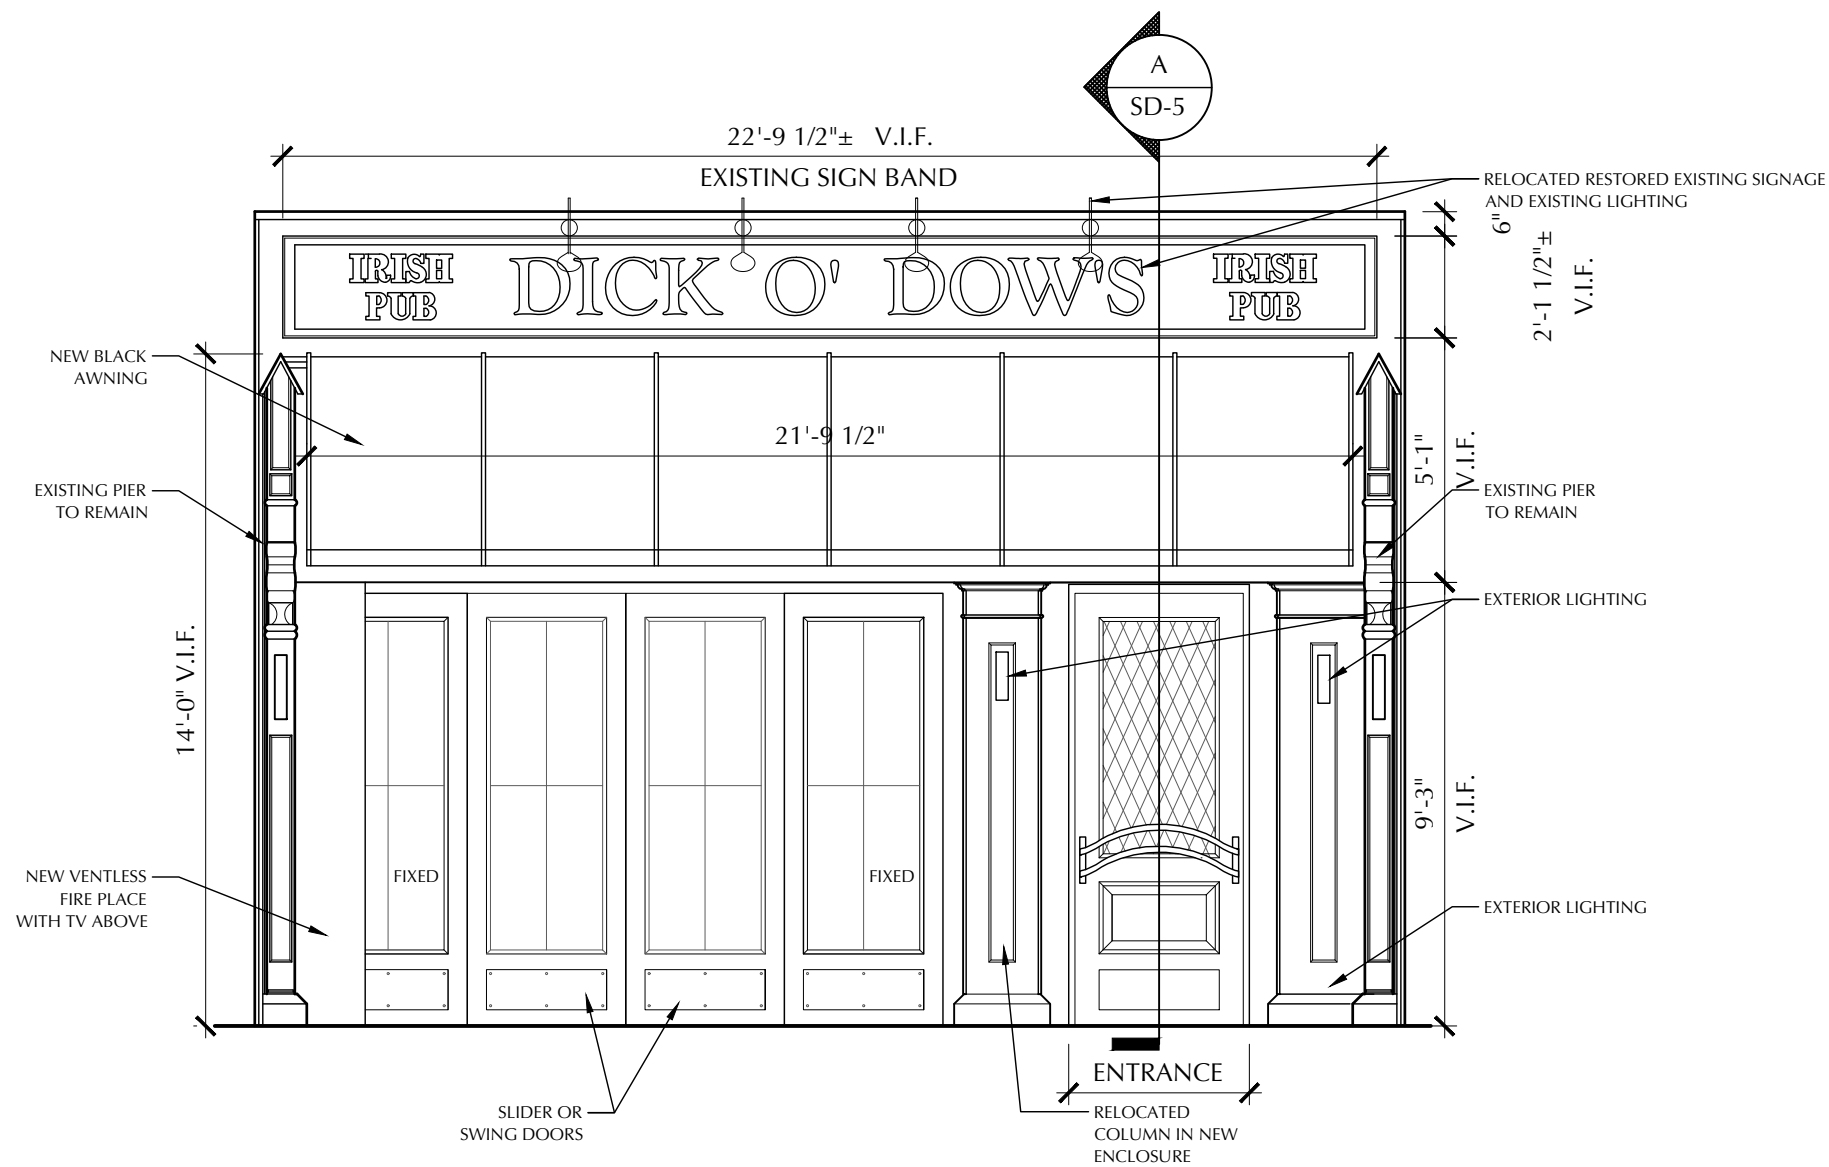 A
SD-5
22'-9 1/2"± V.I.F.
EXISTING SIGN BAND
RELOCATED RESTORED EXISTING SIGNAGE
AND EXISTING LIGHTING
6"
2'-1 1/2"±
V.I.F.
IRISH
PUB
DICK O' DOW'S
IRISH
PUB
NEW BLACK
AWNING
21'-9 1/2"
5'-1"
V.I.F.
EXISTING PIER
TO REMAIN
EXISTING PIER
TO REMAIN
EXTERIOR LIGHTING
14'-0" V.I.F.
9'-3"
V.I.F.
NEW VENTLESS
FIRE PLACE
WITH TV ABOVE
FIXED
FIXED
EXTERIOR LIGHTING
ENTRANCE
SLIDER OR
SWING DOORS
RELOCATED
COLUMN IN NEW
ENCLOSURE